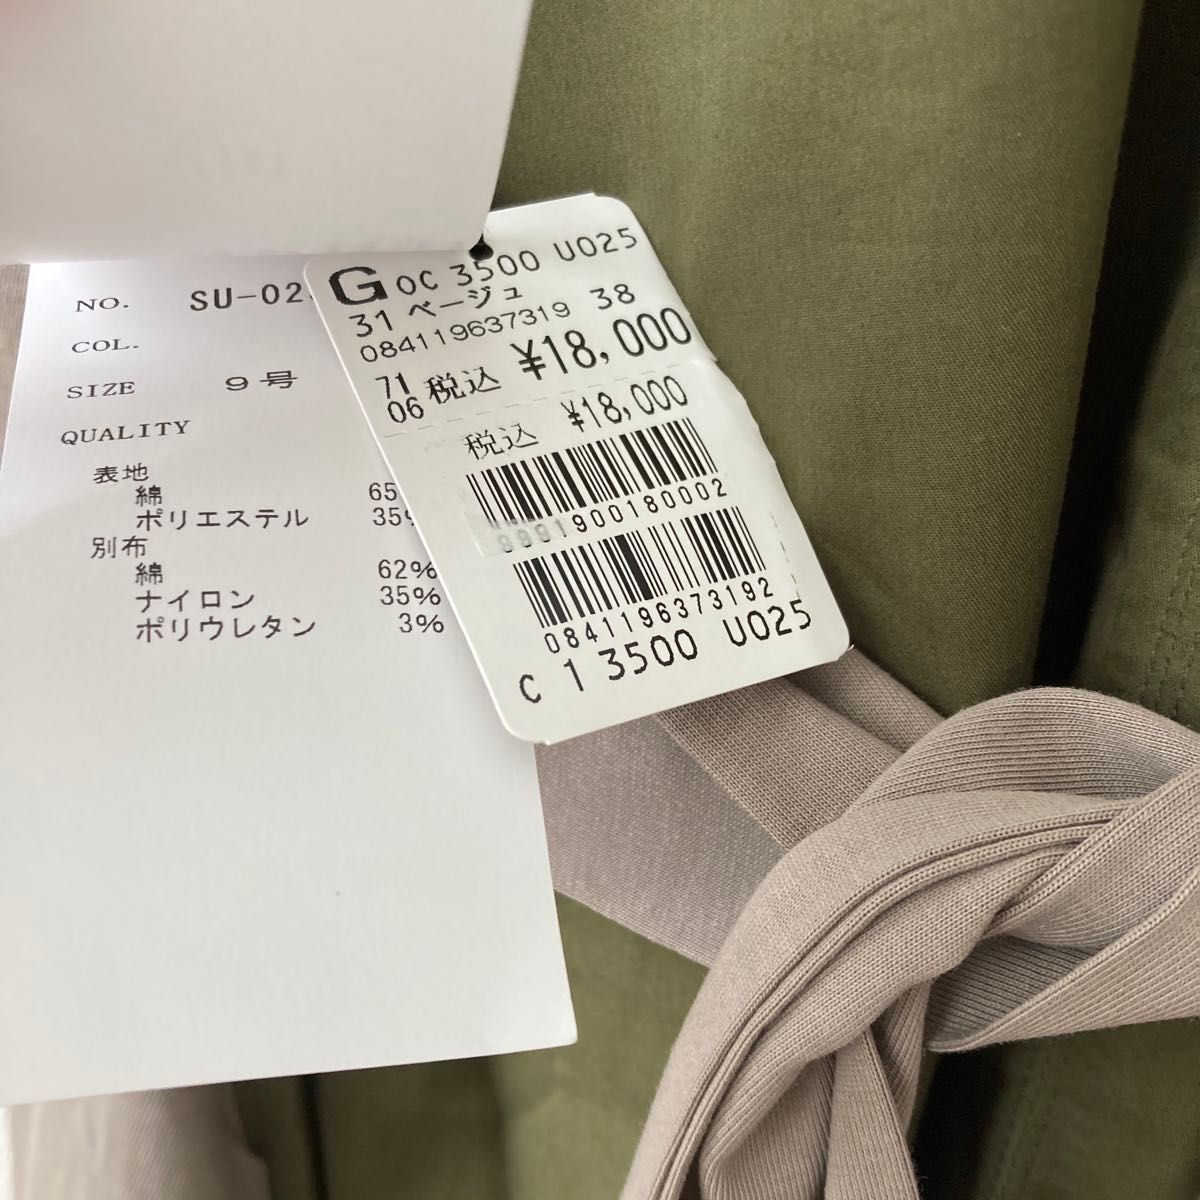 NO. SU-02
COL.
SIZE 9号
QUALITY
表地
綿 65
ポリエステル 35%
別布
綿 62%
ナイロン 35%
ポリウレタン 3%
G OC 3500 U025
31 ベージュ
084119637319 38
71
06 税込 ¥18,000
税込 ¥18,000
9991900180002
0841196373192
C 1 3500 U025